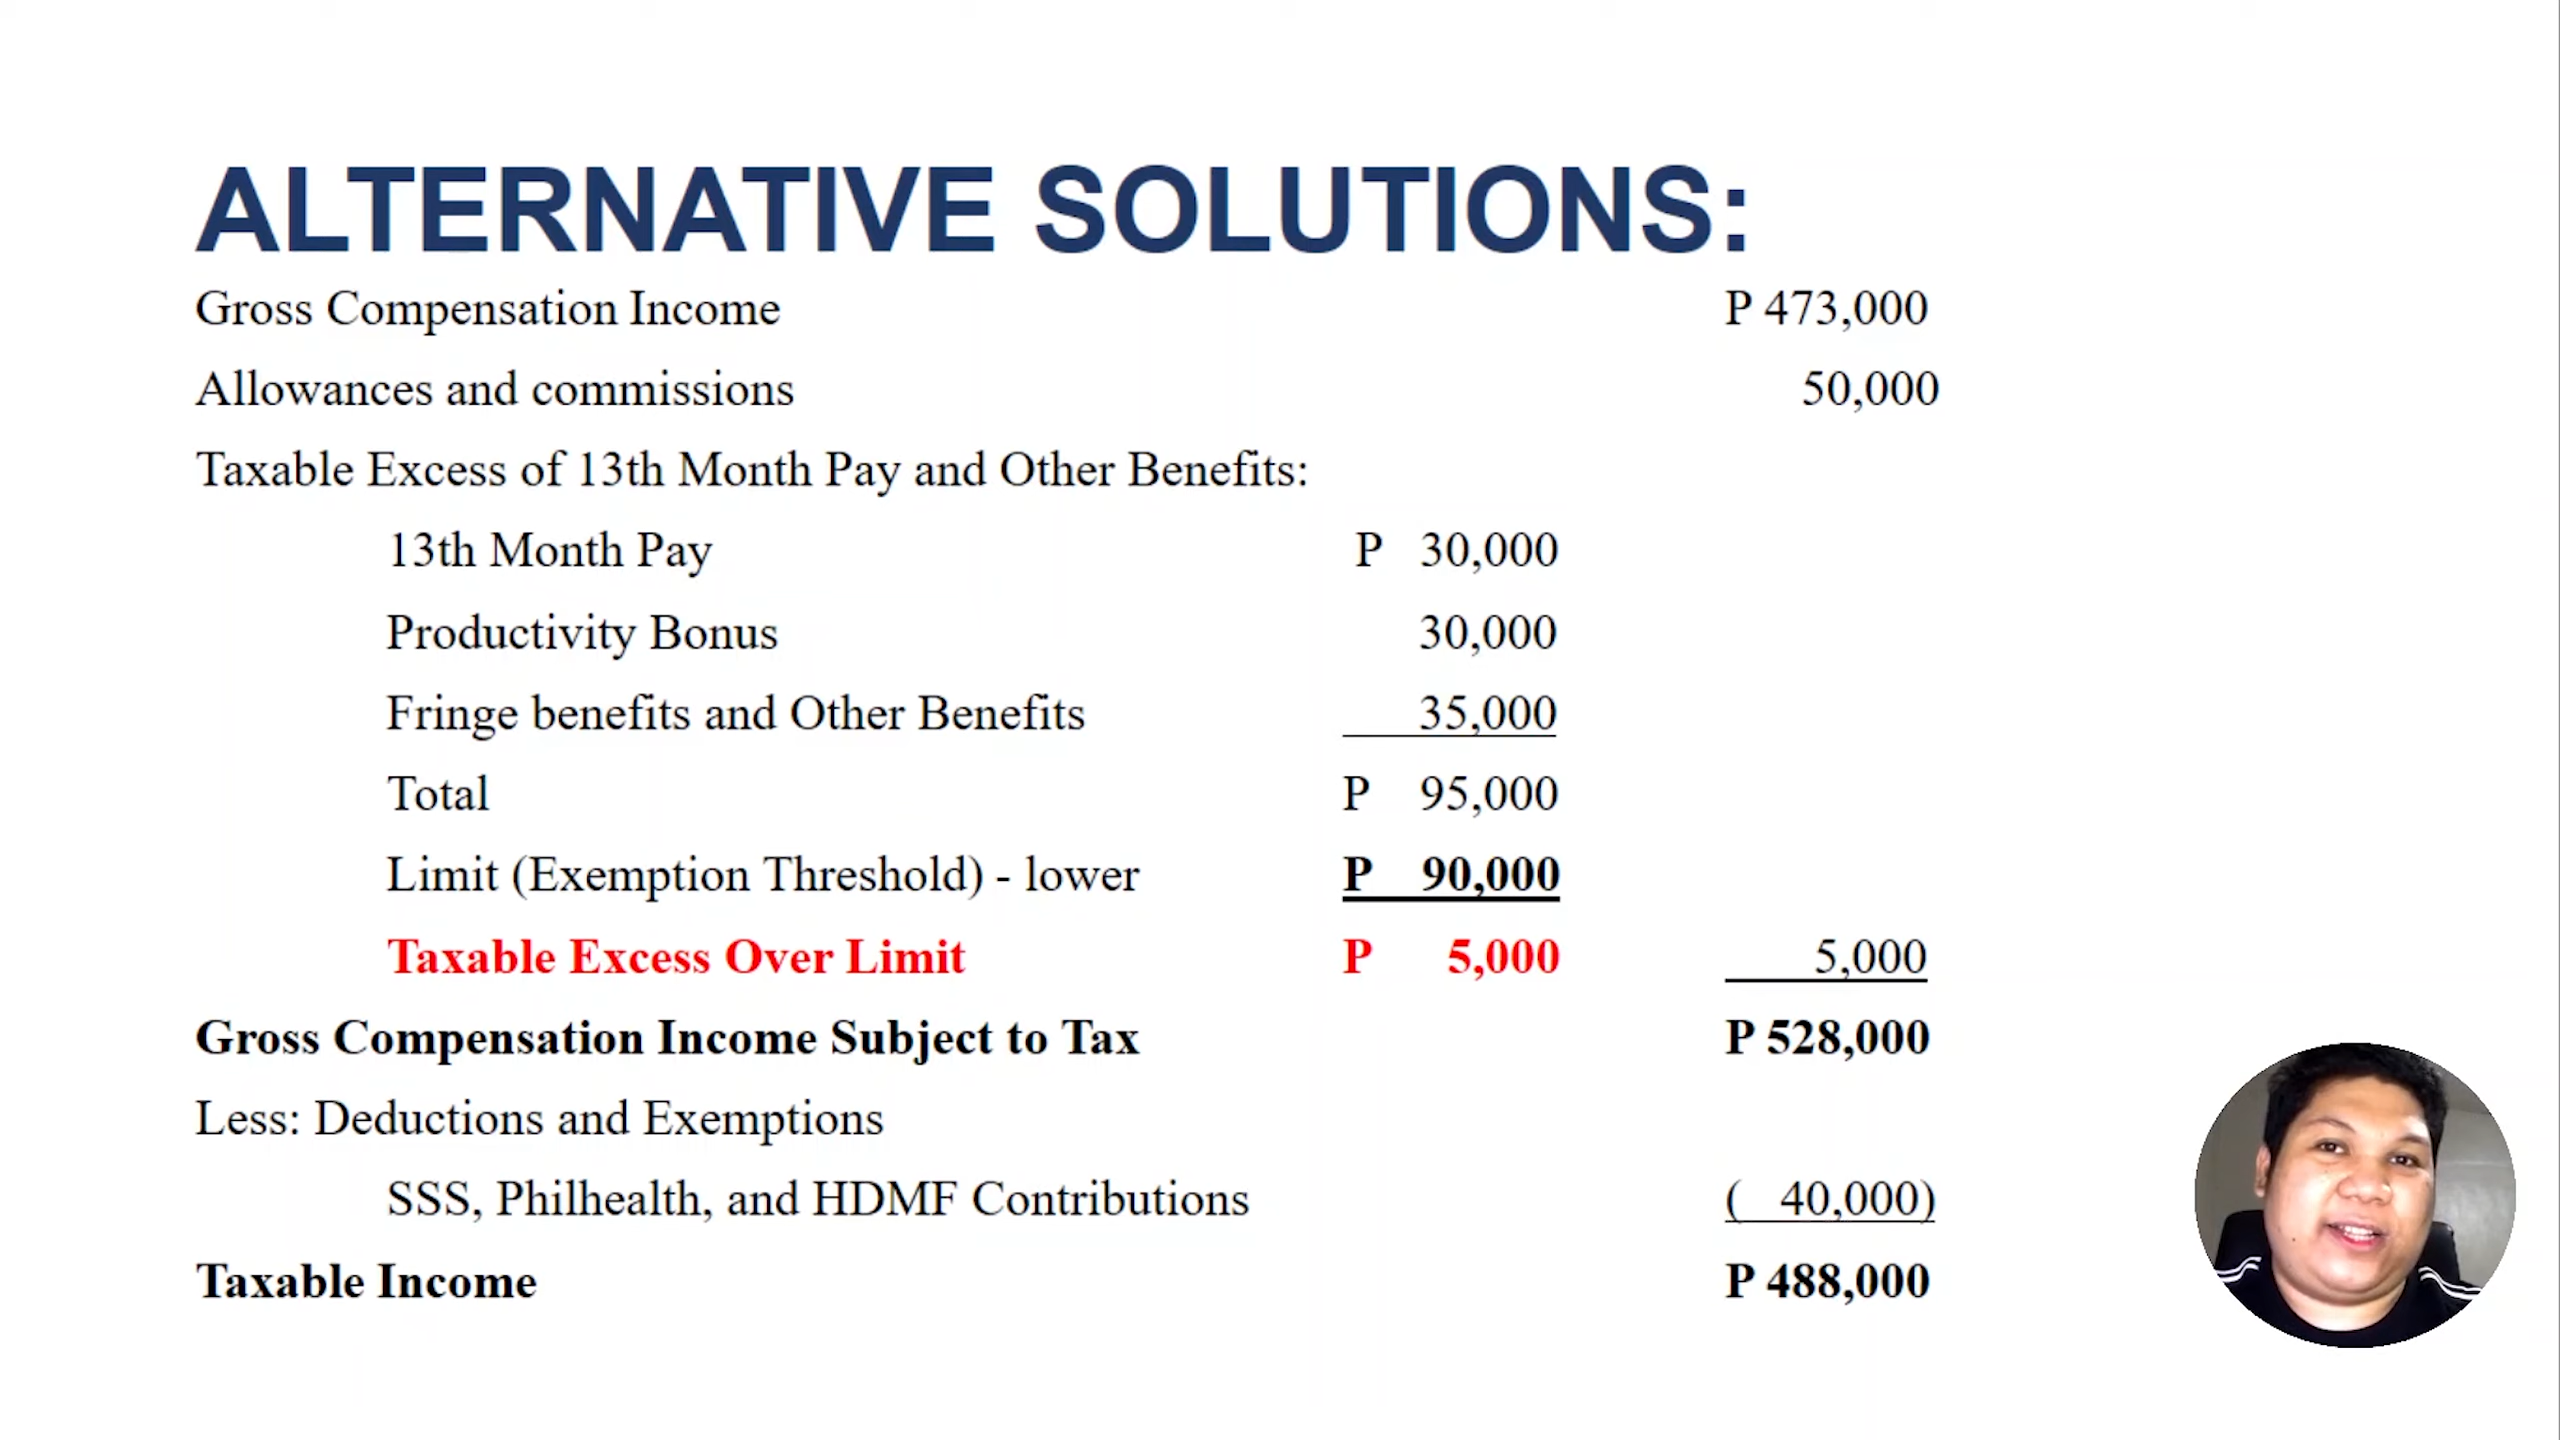 ALTERNATIVE SOLUTIONS:
Gross Compensation Income P 473,000
Allowances and commissions 50,000
Taxable Excess of 13th Month Pay and Other Benefits:
13th Month Pay P 30,000
Productivity Bonus 30,000
Fringe benefits and Other Benefits 35,000
Total P 95,000
Limit (Exemption Threshold) - lower P 90,000
Taxable Excess Over Limit P 5,000 5,000
Gross Compensation Income Subject to Tax P 528,000
Less: Deductions and Exemptions
SSS, Philhealth, and HDMF Contributions ( 40,000)
Taxable Income P 488,000